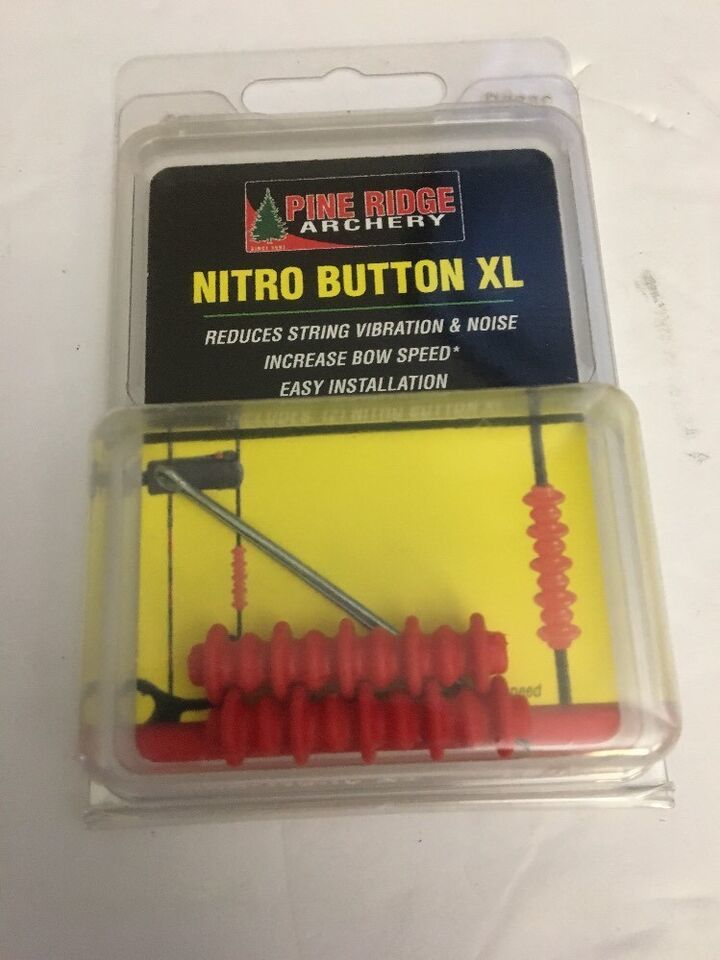 PINE RIDGE
ARCHERY
NITRO BUTTON XL
REDUCES STRING VIBRATION & NOISE
INCREASE BOW SPEED*
EASY INSTALLATION